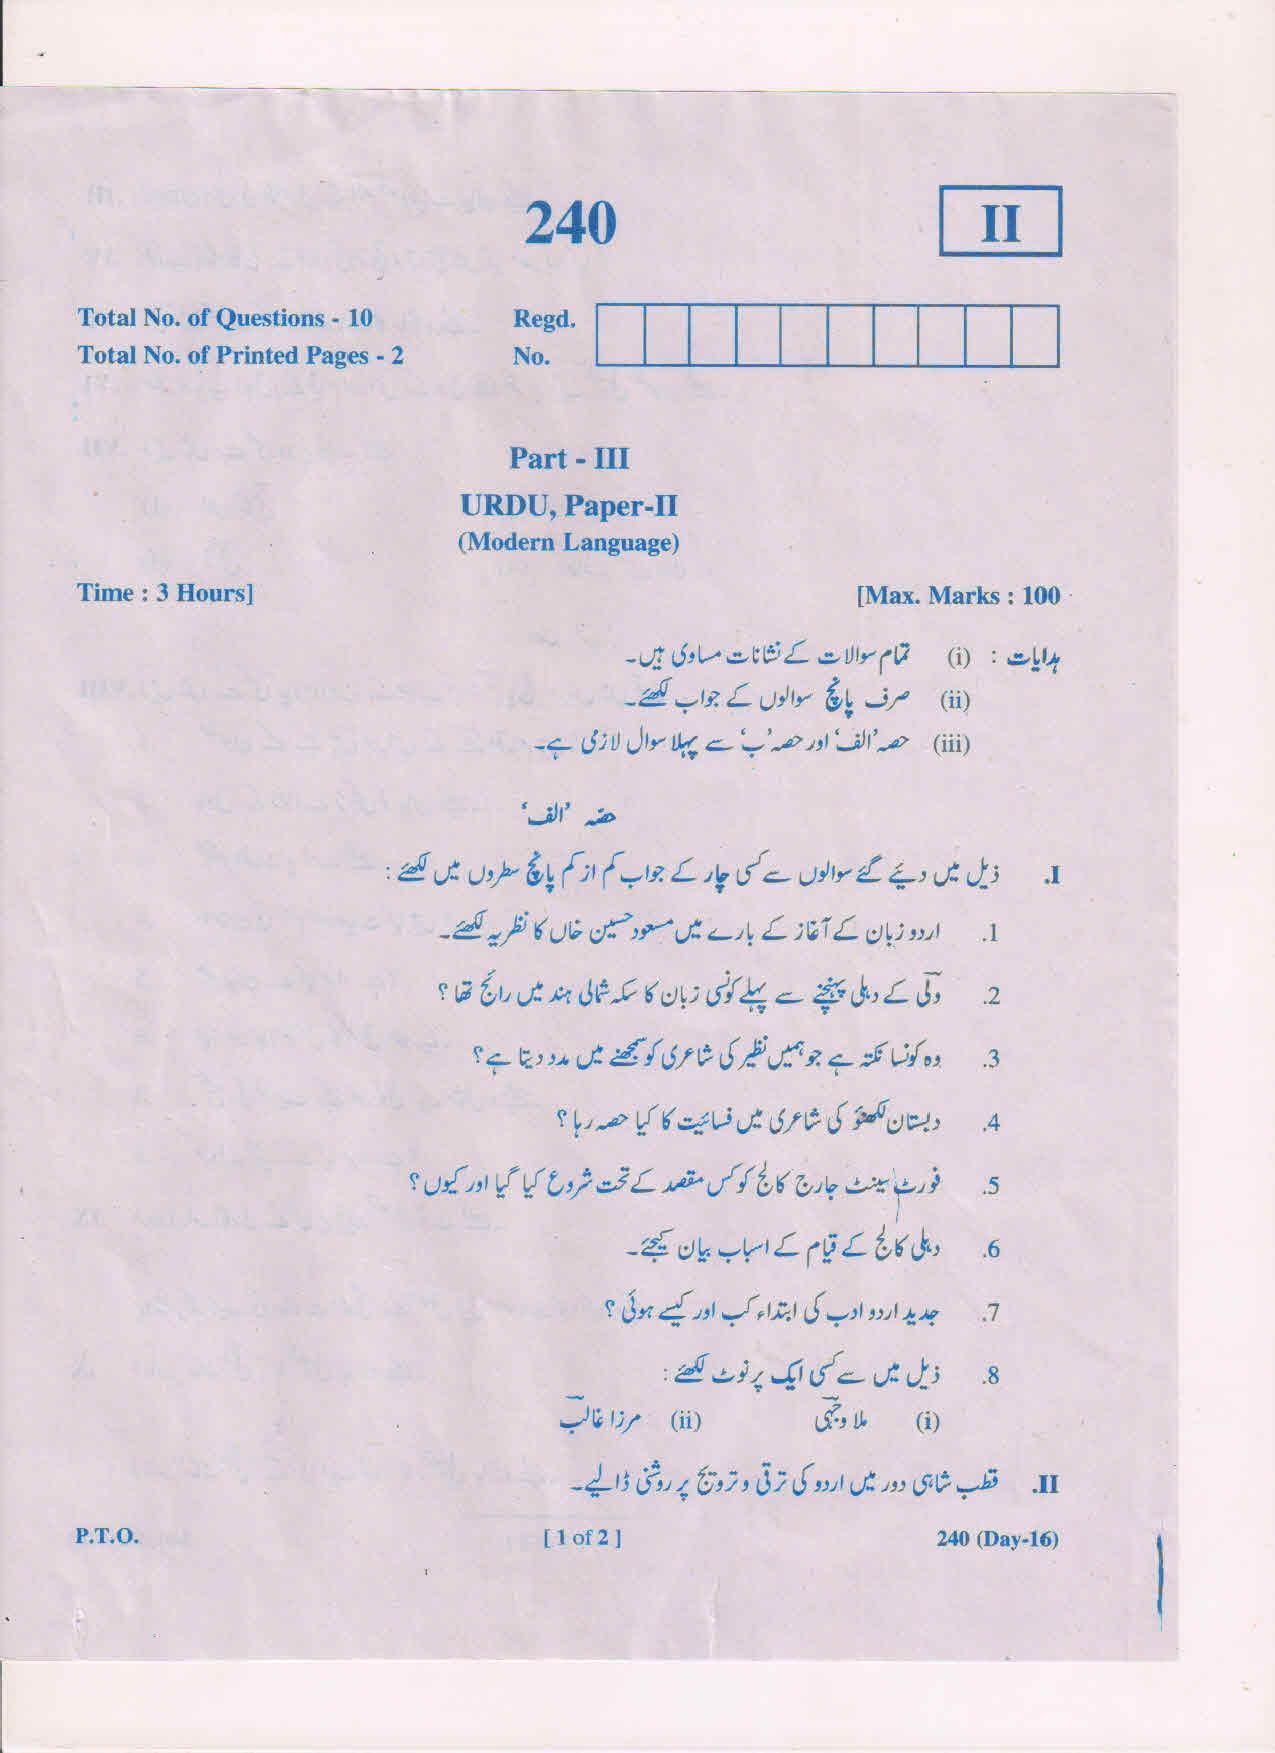 240
II
Total No. of Questions - 10
Regd.
Total No. of Printed Pages - 2
No.
Part - III
URDU, Paper-II
(Modern Language)
Time : 3 Hours]
[Max. Marks : 100
ہدایات : (i) تمام سوالات کے نشانات مساوی ہیں۔
(ii) صرف پانچ سوالوں کے جواب لکھئے۔
(iii) حصہ ’الف‘ اور حصہ ’ب‘ سے پہلا سوال لازمی ہے۔
حصّہ ’الف‘
I. ذیل میں دیئے گئے سوالوں سے کسی چار کے جواب کم از کم پانچ سطروں میں لکھئے :
1. اردو زبان کے آغاز کے بارے میں مسعود حسین خاں کا نظریہ لکھئے۔
2. ولیؔ کے دہلی پہنچنے سے پہلے کونسی زبان کا سکہ شمالی ہند میں رائج تھا ؟
3. وہ کونسا نکتہ ہے جو ہمیں نظیر کی شاعری کو سمجھنے میں مدد دیتا ہے؟
4. دبستان لکھنؤ کی شاعری میں فسائیت کا کیا حصہ رہا ؟
5. فورٹ سینٹ جارج کالج کو کس مقصد کے تحت شروع کیا گیا اور کیوں ؟
6. دہلی کالج کے قیام کے اسباب بیان کیجئے۔
7. جدید اردو ادب کی ابتداء کب اور کیسے ہوئی ؟
8. ذیل میں سے کسی ایک پر نوٹ لکھئے :
(i) ملا وجہیؔ (ii) مرزا غالبؔ
II. قطب شاہی دور میں اردو کی ترقی و ترویج پر روشنی ڈالیے۔
P.T.O.
[ 1 of 2 ]
240 (Day-16)